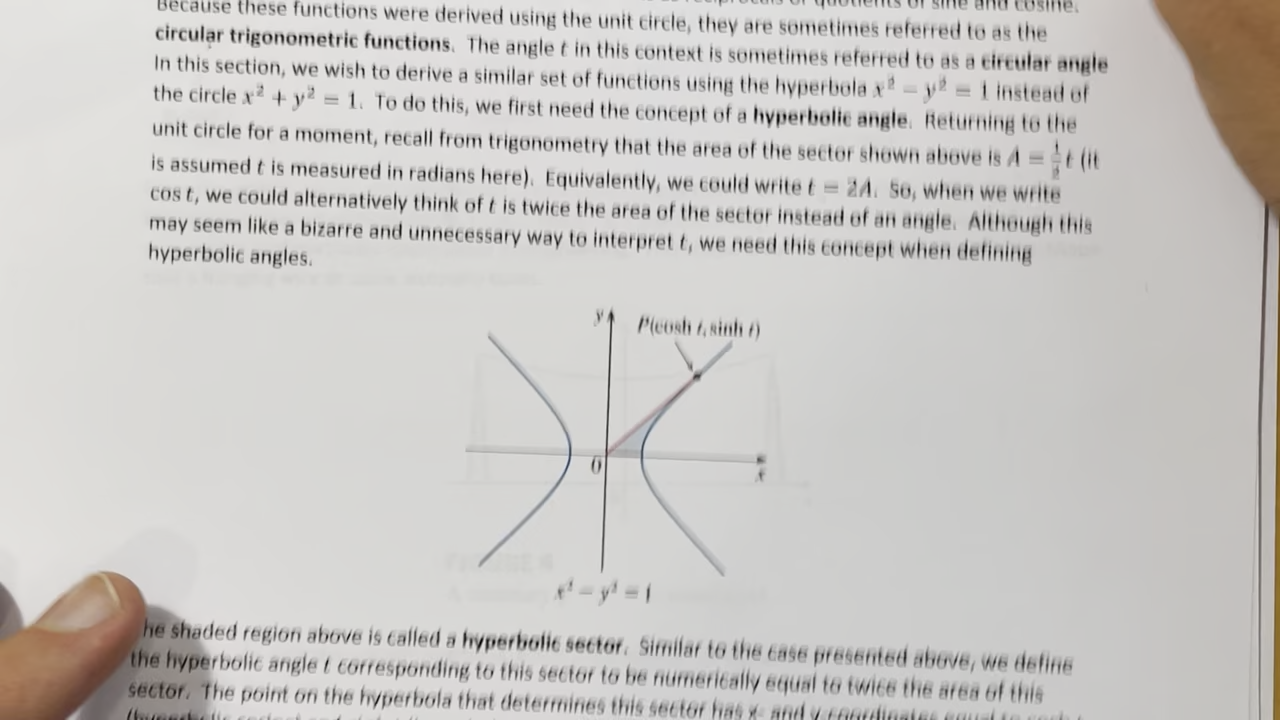 Because these functions were derived using the unit circle, they are sometimes referred to as the
circular trigonometric functions. The angle t in this context is sometimes referred to as a circular angle
In this section, we wish to derive a similar set of functions using the hyperbola x² − y² = 1 instead of
the circle x² + y² = 1. To do this, we first need the concept of a hyperbolic angle. Returning to the
unit circle for a moment, recall from trigonometry that the area of the sector shown above is A = ½t (it
is assumed t is measured in radians here). Equivalently, we could write t = 2A. So, when we write
cos t, we could alternatively think of t is twice the area of the sector instead of an angle. Although this
may seem like a bizarre and unnecessary way to interpret t, we need this concept when defining
hyperbolic angles.
y
P(cosh t, sinh t)
0
x
x² − y² = 1
he shaded region above is called a hyperbolic sector. Similar to the case presented above, we define
the hyperbolic angle t corresponding to this sector to be numerically equal to twice the area of this
sector. The point on the hyperbola that determines this sector has x- and y coordinates equal to